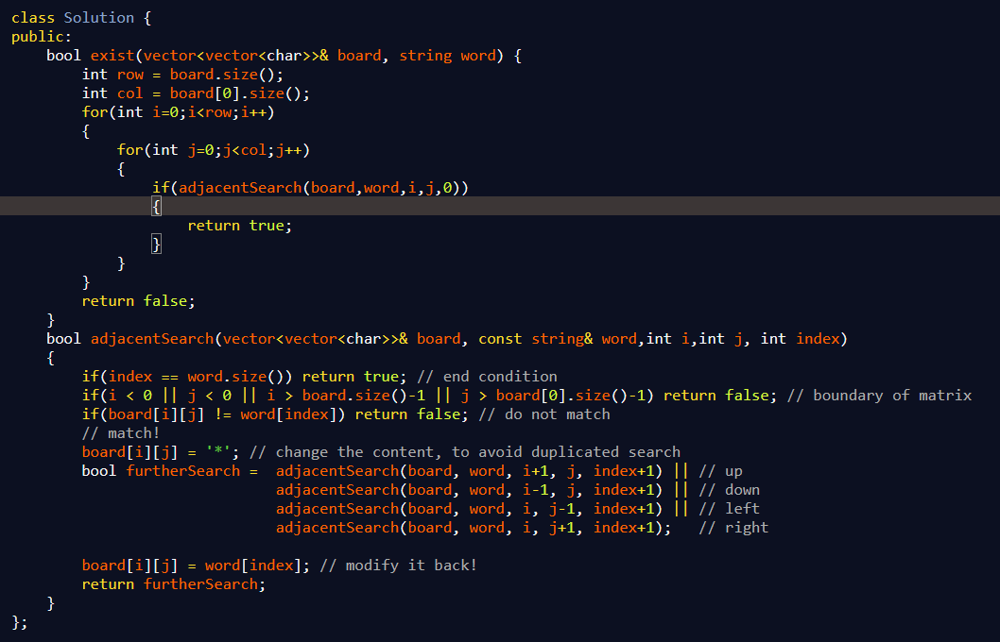 class Solution {
public:
    bool exist(vector<vector<char>>& board, string word) {
        int row = board.size();
        int col = board[0].size();
        for(int i=0;i<row;i++)
        {
            for(int j=0;j<col;j++)
            {
                if(adjacentSearch(board,word,i,j,0))
                {
                    return true;
                }
            }
        }
        return false;
    }
    bool adjacentSearch(vector<vector<char>>& board, const string& word,int i,int j, int index)
    {
        if(index == word.size()) return true; // end condition
        if(i < 0 || j < 0 || i > board.size()-1 || j > board[0].size()-1) return false; // boundary of matrix
        if(board[i][j] != word[index]) return false; // do not match
        // match!
        board[i][j] = '*'; // change the content, to avoid duplicated search
        bool furtherSearch =  adjacentSearch(board, word, i+1, j, index+1) || // up
                              adjacentSearch(board, word, i-1, j, index+1) || // down
                              adjacentSearch(board, word, i, j-1, index+1) || // left
                              adjacentSearch(board, word, i, j+1, index+1);   // right

        board[i][j] = word[index]; // modify it back!
        return furtherSearch;
    }
};